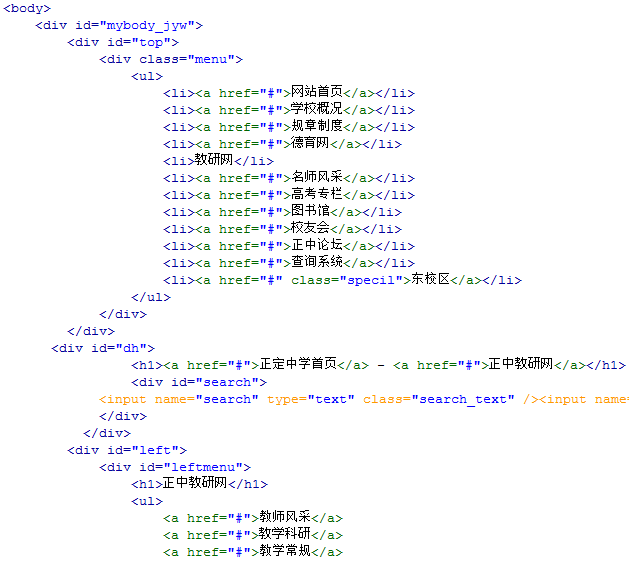 <body>
<div id="mybody_jyw">
<div id="top">
<div class="menu">
<ul>
<li><a href="#">网站首页</a></li>
<li><a href="#">学校概况</a></li>
<li><a href="#">规章制度</a></li>
<li><a href="#">德育网</a></li>
<li>教研网</li>
<li><a href="#">名师风采</a></li>
<li><a href="#">高考专栏</a></li>
<li><a href="#">图书馆</a></li>
<li><a href="#">校友会</a></li>
<li><a href="#">正中论坛</a></li>
<li><a href="#">查询系统</a></li>
<li><a href="#" class="specil">东校区</a></li>
</ul>
</div>
</div>
<div id="dh">
<h1><a href="#">正定中学首页</a> - <a href="#">正中教研网</a></h1>
<div id="search">
<input name="search" type="text" class="search_text" /><input name=
</div>
</div>
<div id="left">
<div id="leftmenu">
<h1>正中教研网</h1>
<ul>
<a href="#">教师风采</a>
<a href="#">教学科研</a>
<a href="#">教学常规</a>